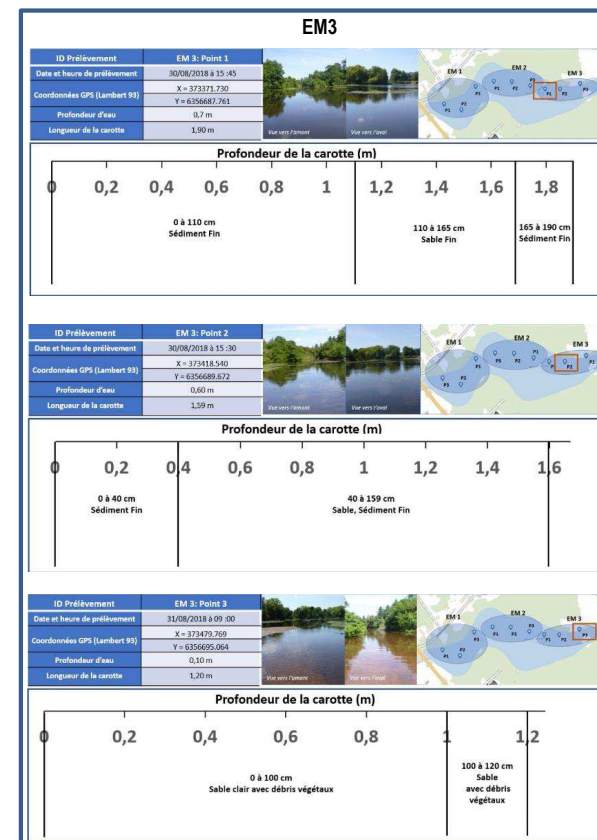 EM3
ID Prélèvement EM 3: Point 1
Date et heure de prélèvement 30/08/2018 à 15 :45
Coordonnées GPS (Lambert 93) X = 373371.730
Y = 6356687.761
Profondeur d'eau 0,7 m
Longueur de la carotte 1,90 m
Vue vers l'amont Vue vers l'aval
EM 1 EM 2 EM 3
Profondeur de la carotte (m)
0 0,2 0,4 0,6 0,8 1 1,2 1,4 1,6 1,8
0 à 110 cm
Sédiment Fin
110 à 165 cm
Sable Fin
165 à 190 cm
Sédiment Fin
ID Prélèvement EM 3: Point 2
Date et heure de prélèvement 30/08/2018 à 15 :30
Coordonnées GPS (Lambert 93) X = 373418.540
Y = 6356689.672
Profondeur d'eau 0,60 m
Longueur de la carotte 1,59 m
Vue vers l'amont Vue vers l'aval
EM 1 EM 2 EM 3
Profondeur de la carotte (m)
0 0,2 0,4 0,6 0,8 1 1,2 1,4 1,6
0 à 40 cm
Sédiment Fin
40 à 159 cm
Sable, Sédiment Fin
ID Prélèvement EM 3: Point 3
Date et heure de prélèvement 31/08/2018 à 09 :00
Coordonnées GPS (Lambert 93) X = 373479.769
Y = 6356695.064
Profondeur d'eau 0,10 m
Longueur de la carotte 1,20 m
Vue vers l'amont Vue vers l'aval
EM 1 EM 2 EM 3
Profondeur de la carotte (m)
0 0,2 0,4 0,6 0,8 1 1,2
0 à 100 cm
Sable clair avec débris végétaux
100 à 120 cm
Sable
avec débris
végétaux